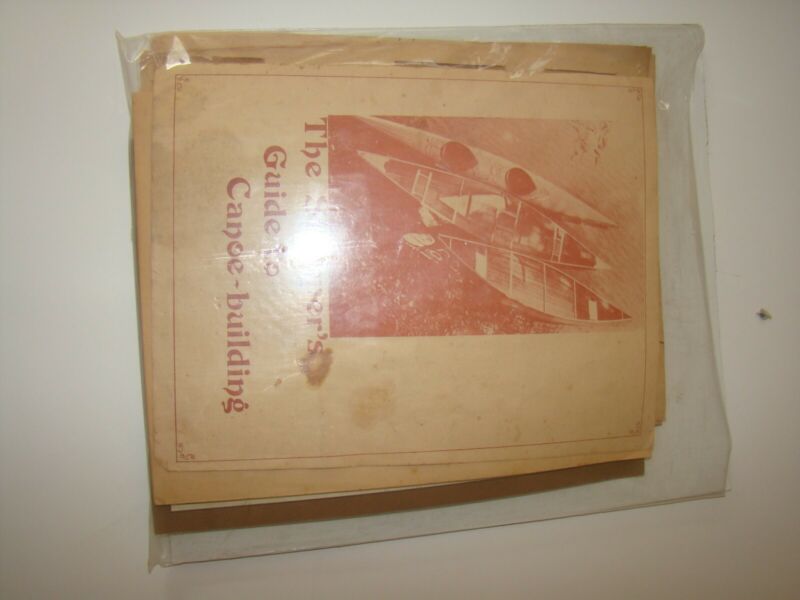 The
Guide to
Canoe-building